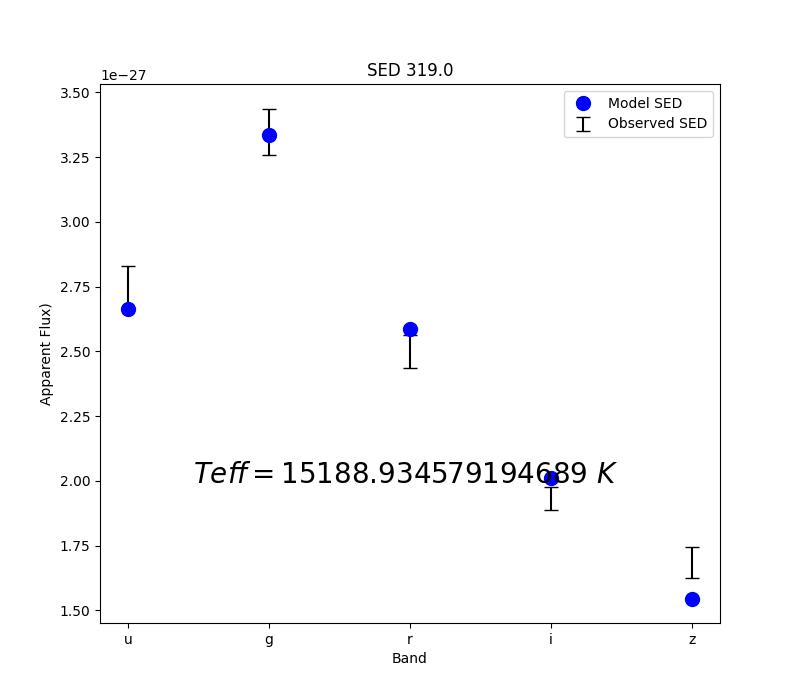 SED 319.0
1e−27
Model SED
Observed SED
3.50
3.25
3.00
2.75
2.50
2.25
2.00
1.75
1.50
Apparent Flux)
Teff = 15188.934579194689 K
u g r i z
Band